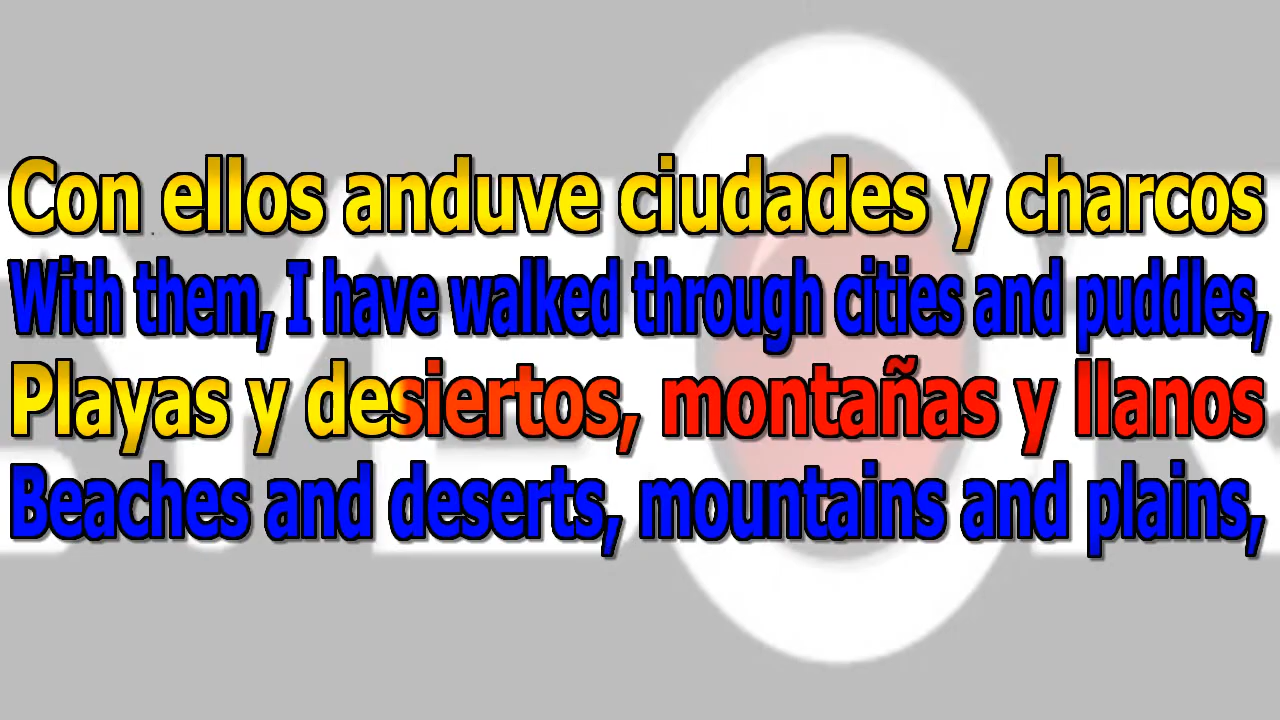 Con ellos anduve ciudades y charcos
With them, I have walked through cities and puddles,
Playas y desiertos, montañas y llanos
Beaches and deserts, mountains and plains,